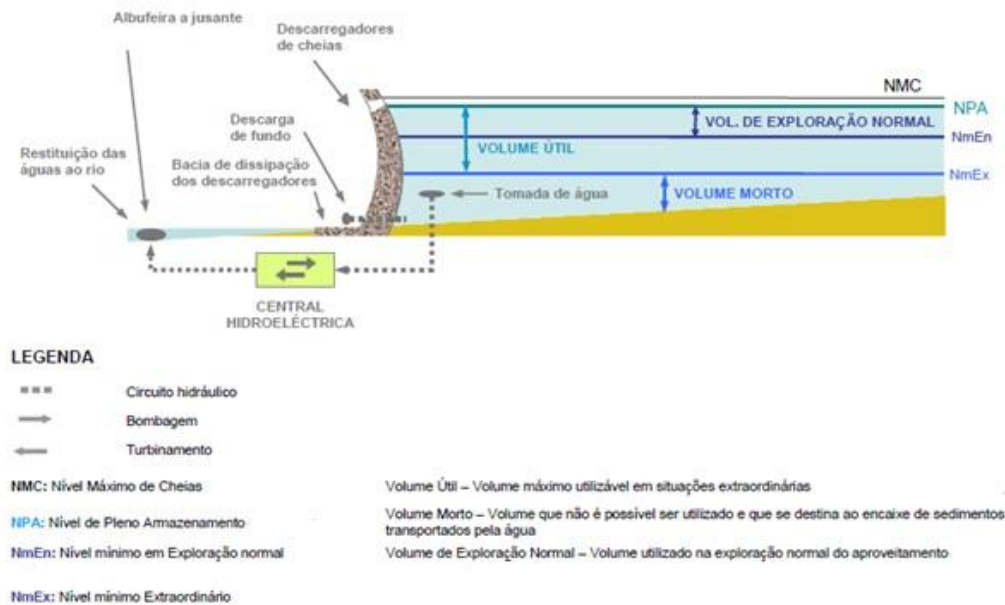 Albufeira a jusante
Descarregadores
de cheias
NMC
NPA
Descarga
de fundo
VOL. DE EXPLORAÇÃO NORMAL
NmEn
VOLUME ÚTIL
Restituição das
águas ao rio
Bacia de dissipação
dos descarregadores
NmEx
Tomada de água
VOLUME MORTO
CENTRAL
HIDROELÉCTRICA
LEGENDA
Circuito hidráulico
Bombagem
Turbinamento
NMC: Nível Máximo de Cheias
Volume Útil – Volume máximo utilizável em situações extraordinárias
NPA: Nível de Pleno Armazenamento
Volume Morto – Volume que não é possível ser utilizado e que se destina ao encaixe de sedimentos
transportados pela água
NmEn: Nível mínimo em Exploração normal
Volume de Exploração Normal – Volume utilizado na exploração normal do aproveitamento
NmEx: Nível mínimo Extraordinário